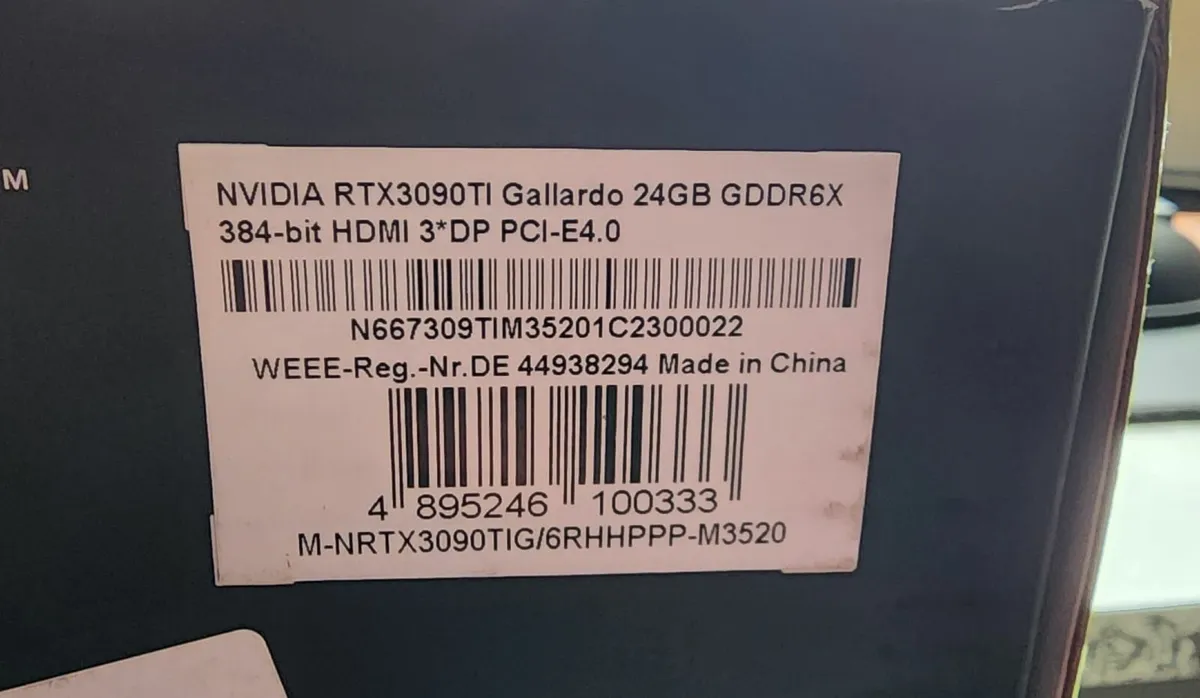 M
NVIDIA RTX3090TI Gallardo 24GB GDDR6X
384-bit HDMI 3*DP PCI-E4.0
N667309TIM35201C2300022
WEEE-Reg.-Nr.DE 44938294 Made in China
4 895246 100333
M-NRTX3090TIG/6RHHPPP-M3520